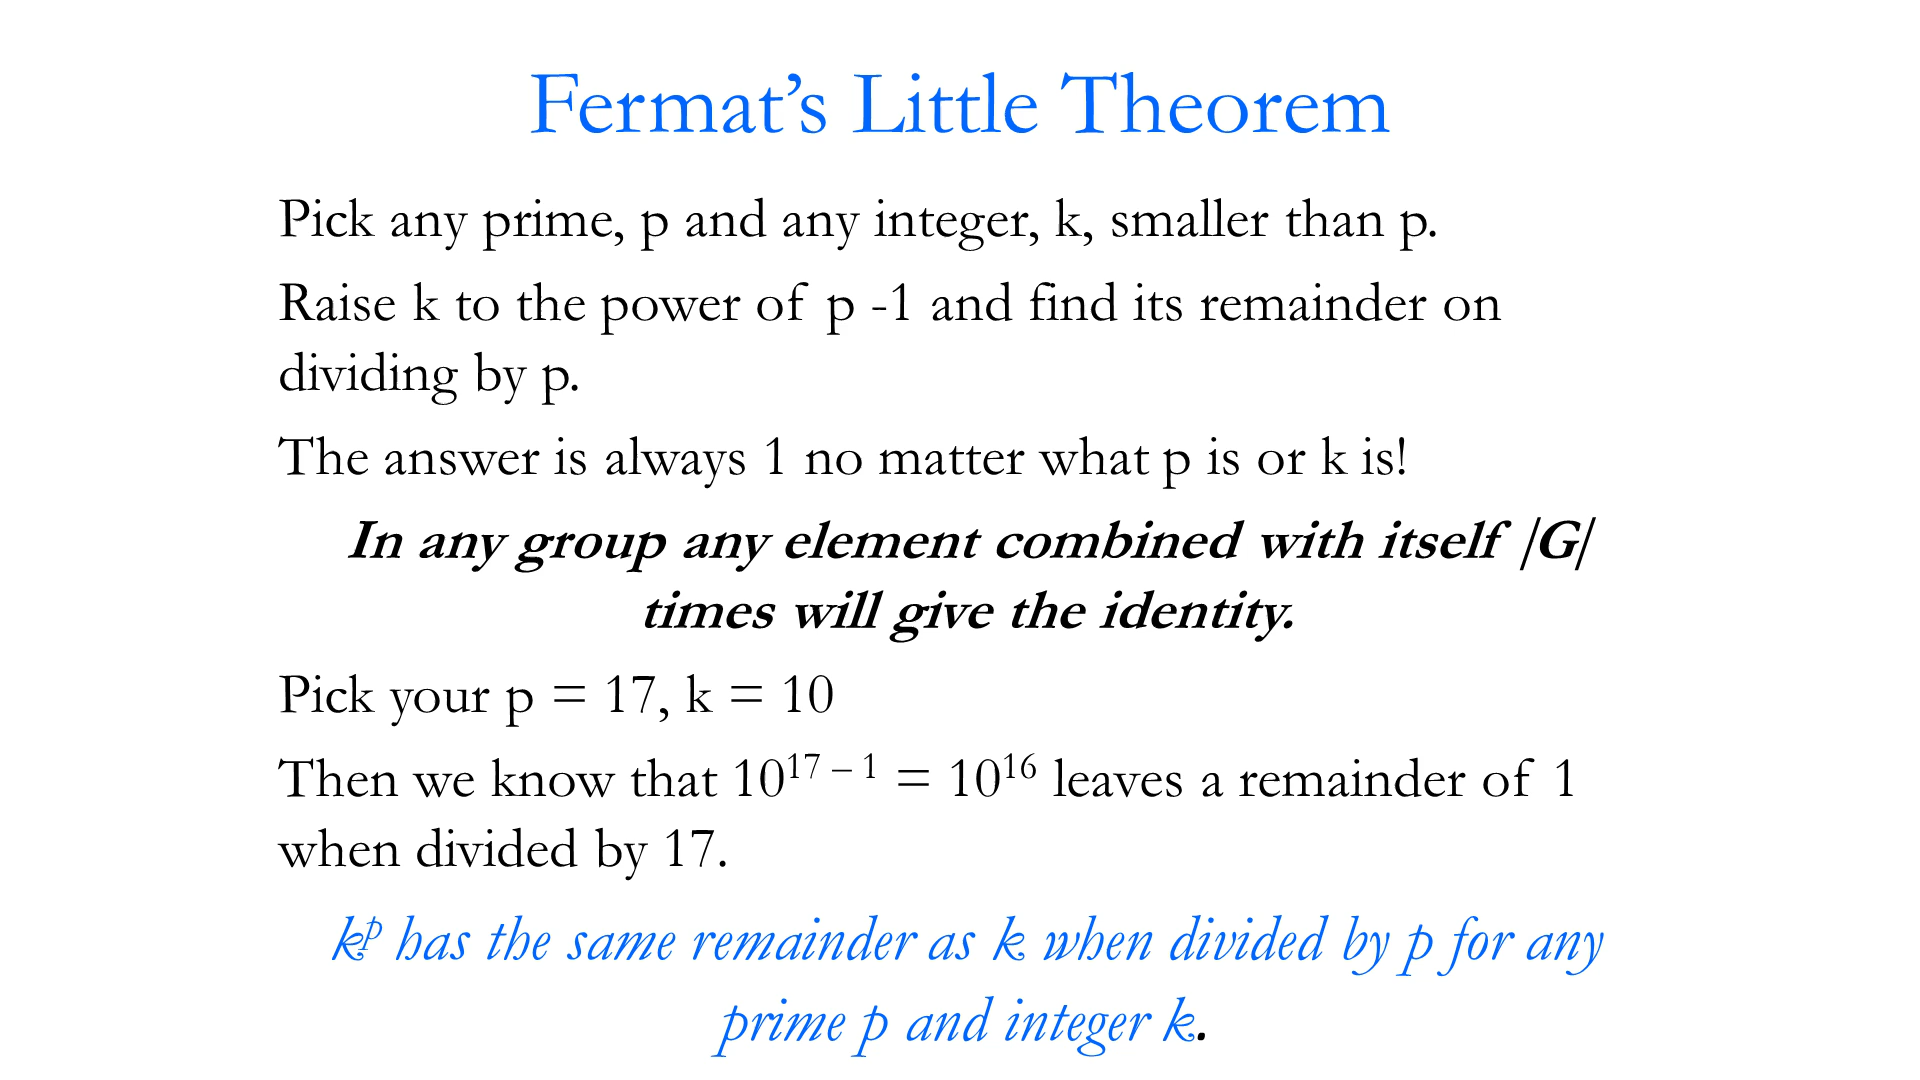 Fermat’s Little Theorem
Pick any prime, p and any integer, k, smaller than p.
Raise k to the power of p -1 and find its remainder on
dividing by p.
The answer is always 1 no matter what p is or k is!
In any group any element combined with itself |G|
times will give the identity.
Pick your p = 17, k = 10
Then we know that 10¹⁷ ⁻ ¹ = 10¹⁶ leaves a remainder of 1
when divided by 17.
kᵖ has the same remainder as k when divided by p for any
prime p and integer k.